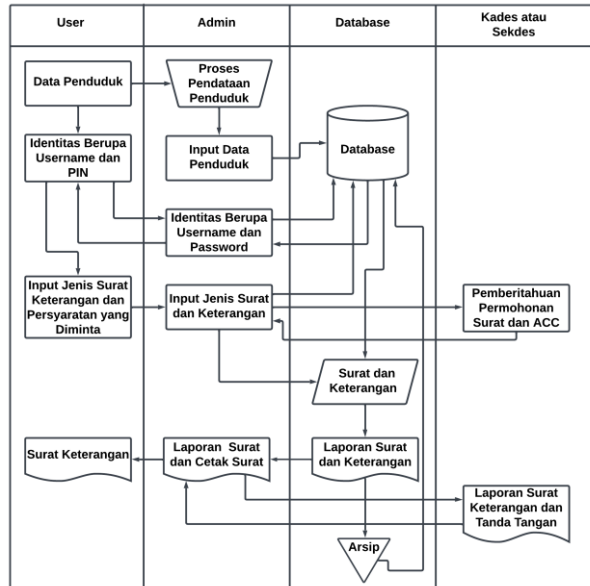 User
Admin
Database
Kades atau
Sekdes
Data Penduduk
Proses
Pendataan
Penduduk
Identitas Berupa
Username dan
PIN
Input Data
Penduduk
Database
Identitas Berupa
Username dan
Password
Input Jenis Surat
Keterangan dan
Persyaratan yang
Diminta
Input Jenis Surat
dan Keterangan
Pemberitahuan
Permohonan
Surat dan ACC
Surat dan
Keterangan
Surat Keterangan
Laporan Surat
dan Cetak Surat
Laporan Surat
dan Keterangan
Laporan Surat
Keterangan dan
Tanda Tangan
Arsip